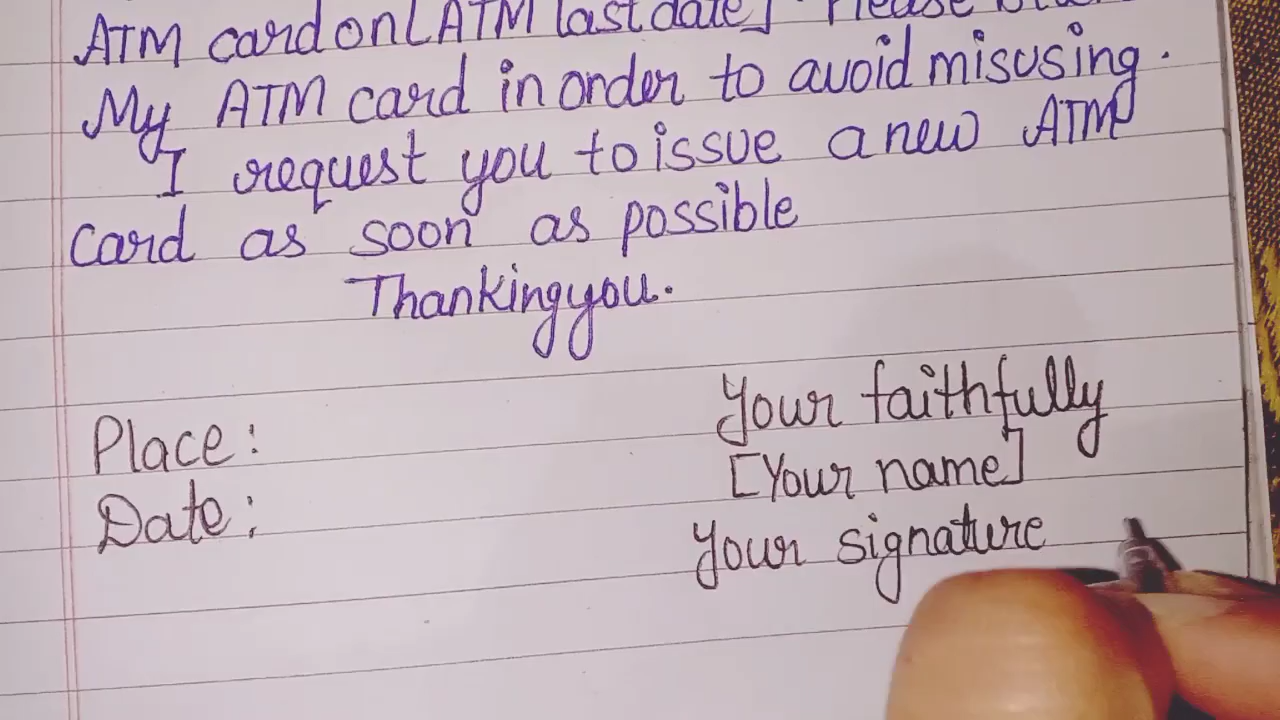 ATM card on [ATM last date] Please
My ATM card in order to avoid misusing.
I request you to issue a new ATM
card as soon as possible
Thanking you.
Your faithfully
Place:
[Your name]
Date:
Your signature